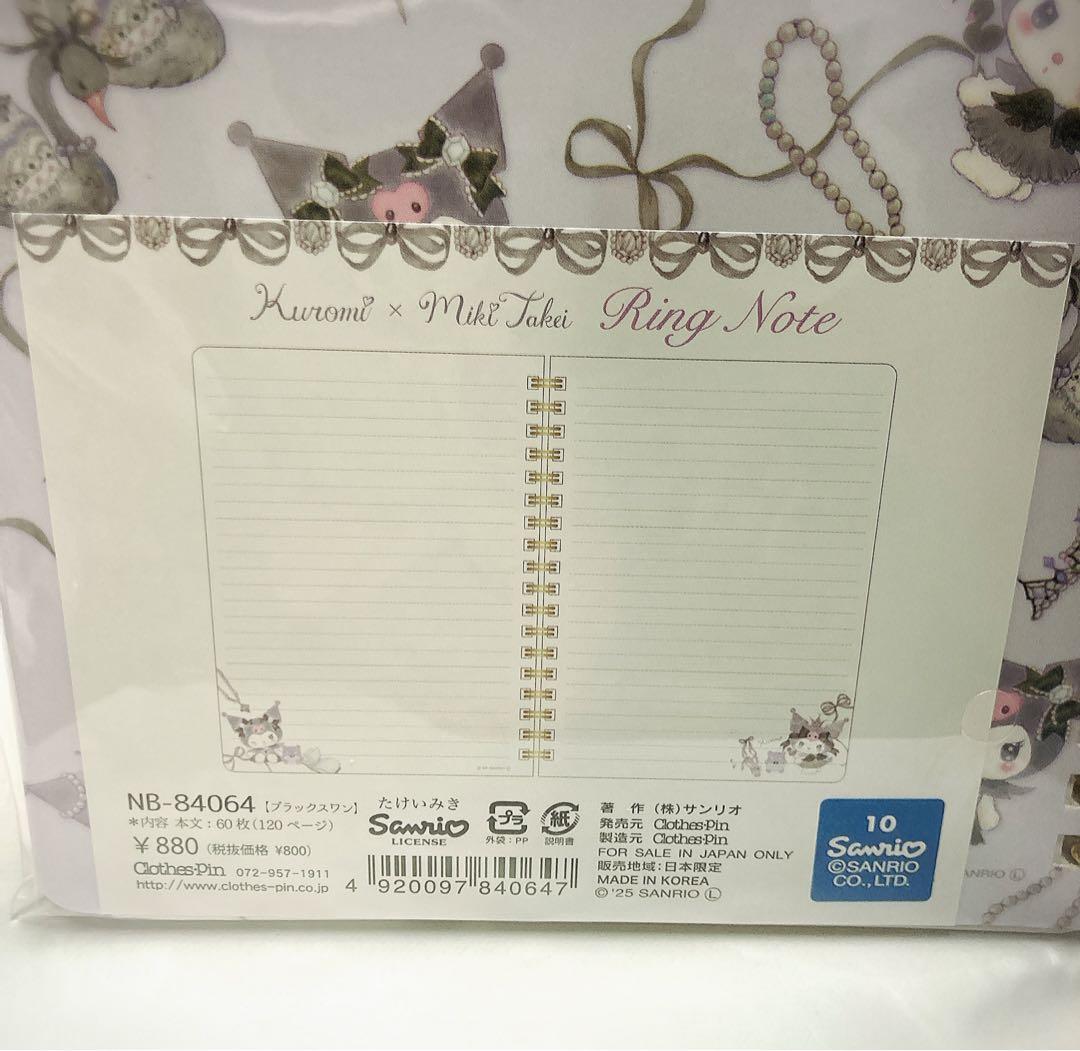 Kuromi × Miki Takei Ring Note
NB-84064【ブラックスワン】
*内容 本文:60枚(120ページ)
¥880(税抜価格 ¥800)
Clothes-Pin 072-957-1911
http://www.clothes-pin.co.jp
たけいみき
Sanrio
LICENSE
プラ
外袋:PP
紙
説明書
4 920097 840647
著 作 (株)サンリオ
発売元 Clothes-Pin
製造元 Clothes-Pin
FOR SALE IN JAPAN ONLY
販売地域:日本限定
MADE IN KOREA
©'25 SANRIO Ⓛ
10
Sanrio
©SANRIO
CO.,LTD.
ANRIO Ⓛ